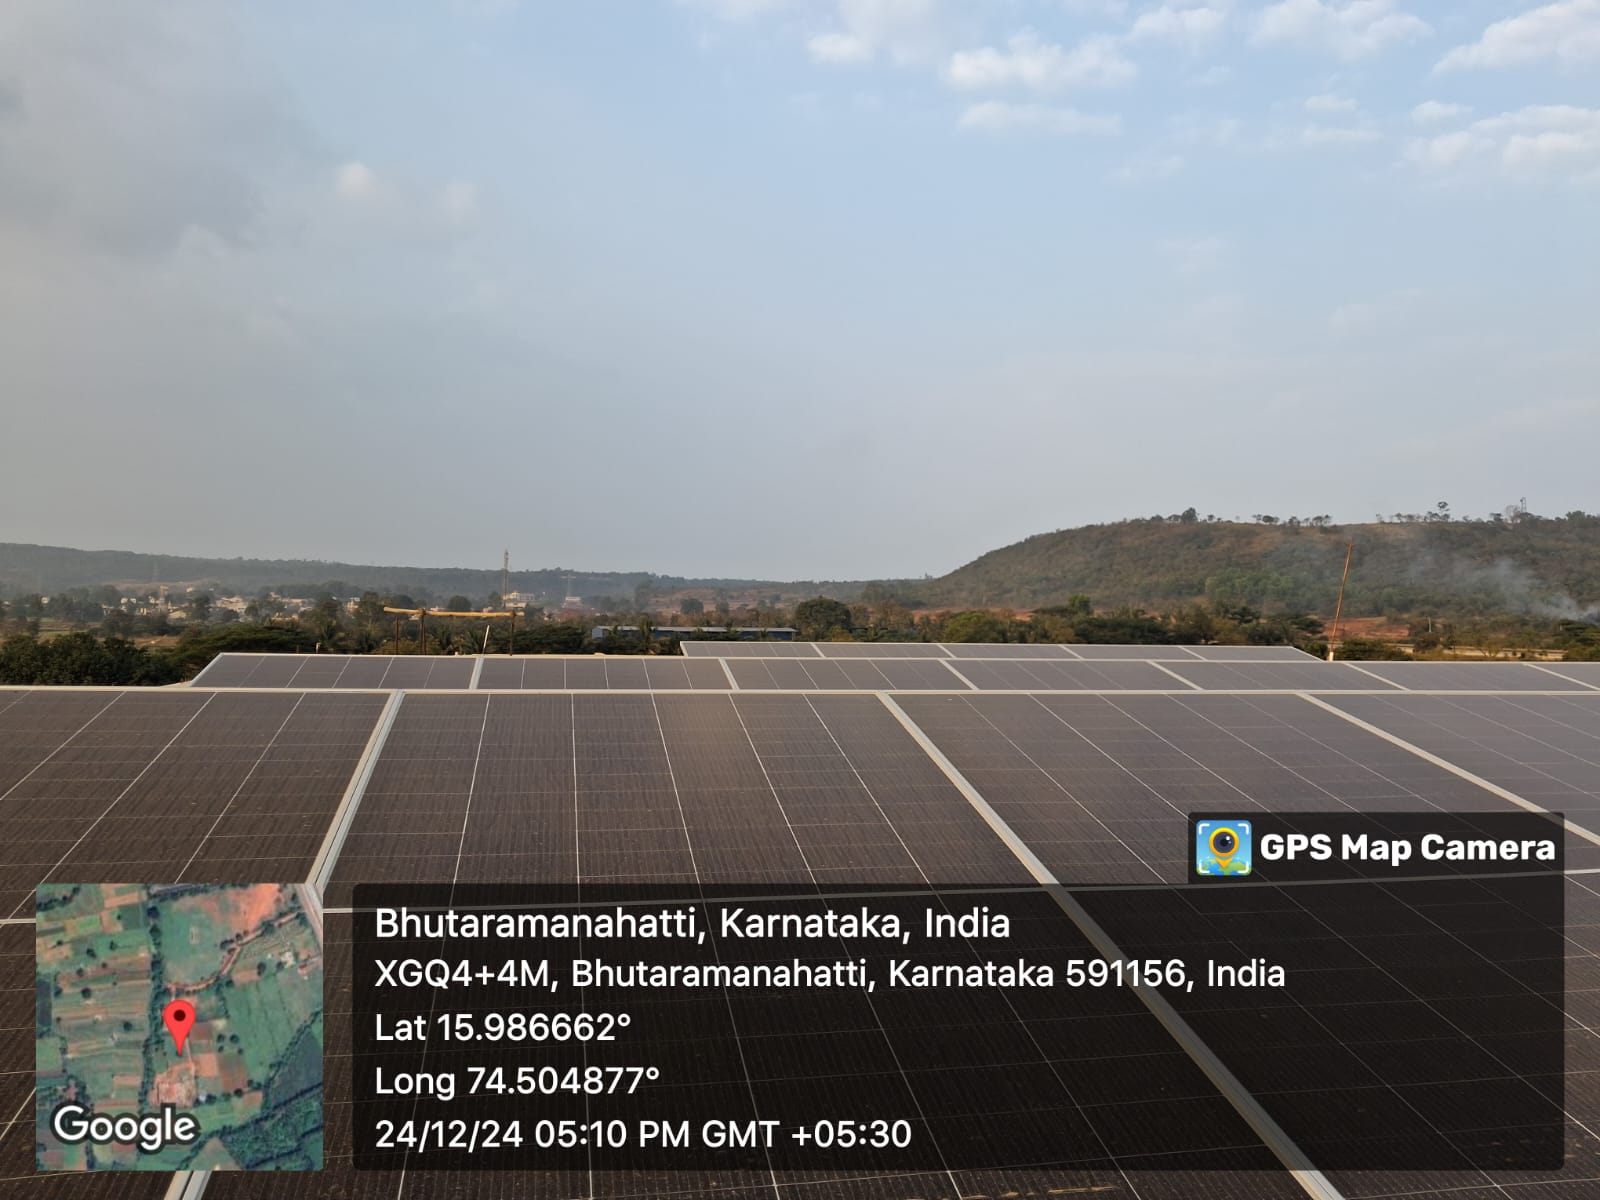 GPS Map Camera
Bhutaramanahatti, Karnataka, India
XGQ4+4M, Bhutaramanahatti, Karnataka 591156, India
Lat 15.986662°
Long 74.504877°
24/12/24 05:10 PM GMT +05:30
Google